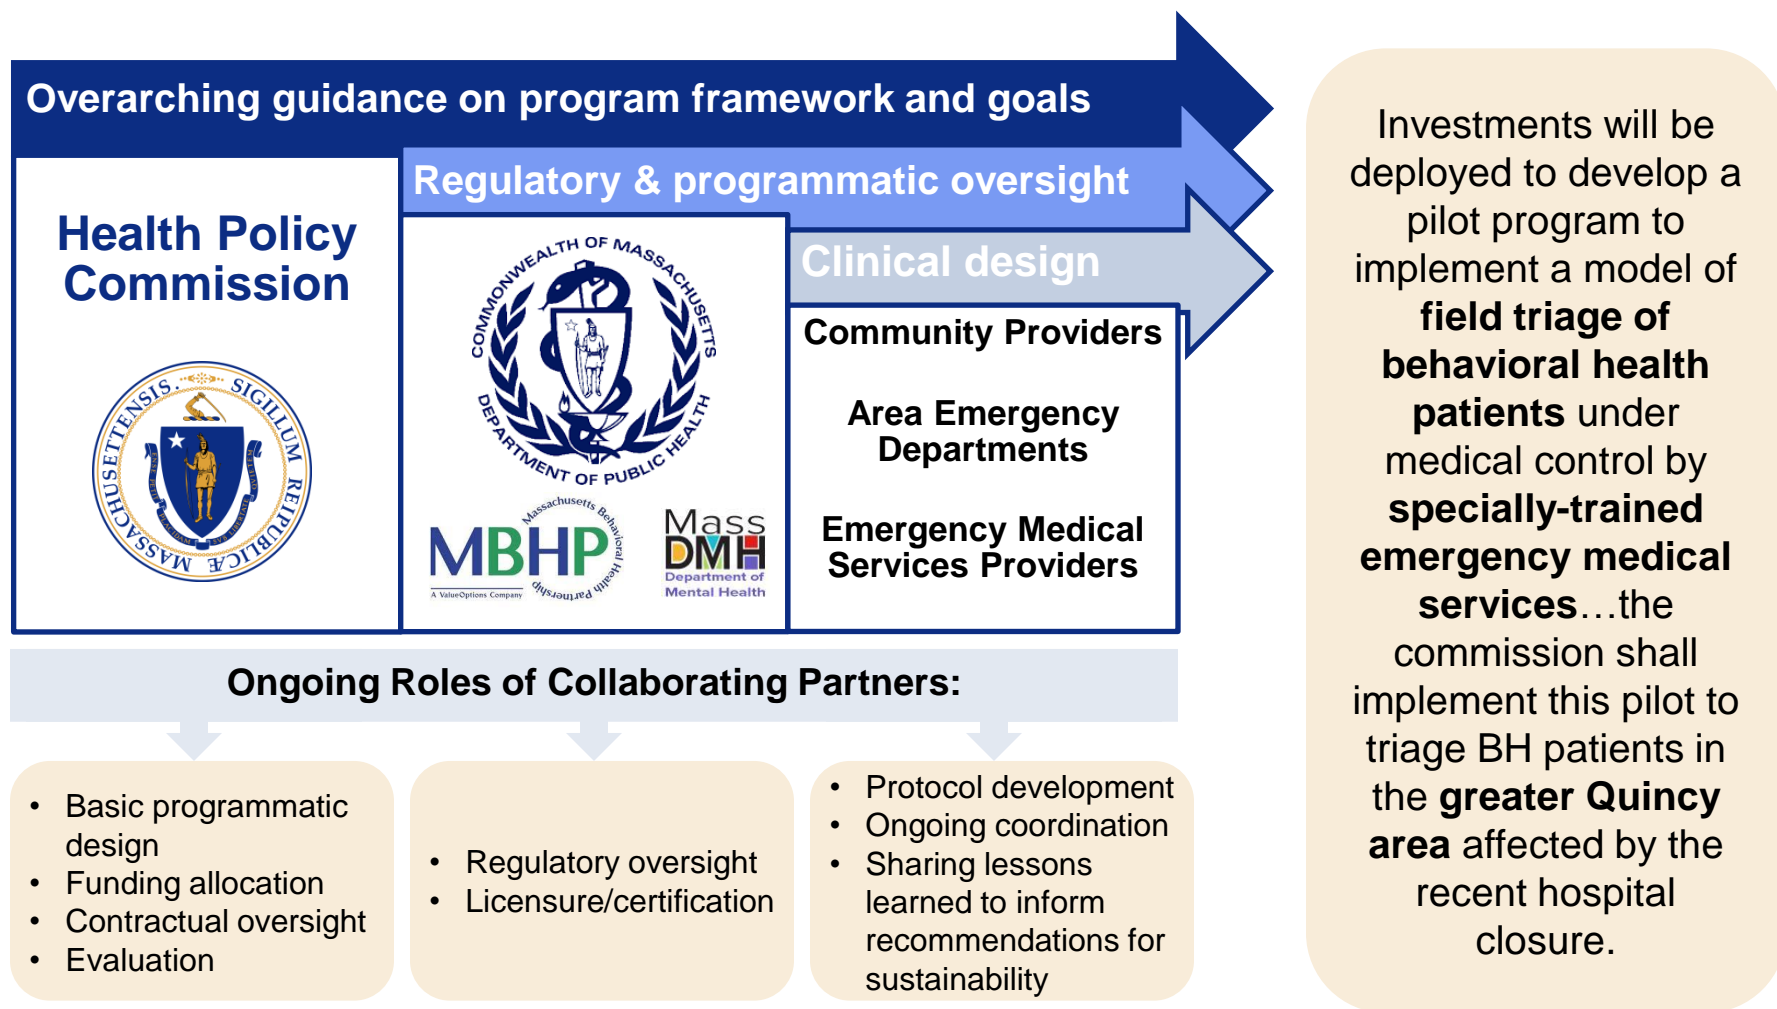 Overarching guidance on program framework and goals
Regulatory & programmatic oversight
Clinical design
Health Policy
Commission
MASSACHUSETTENSIS. SIGILLUM REIPUBLICÆ
COMMONWEALTH OF MASSACHUSETTS
DEPARTMENT OF PUBLIC HEALTH
MBHP
Massachusetts Behavioral Health Partnership
A ValueOptions Company
Mass
DMH
Department of
Mental Health
Community Providers
Area Emergency
Departments
Emergency Medical
Services Providers
Ongoing Roles of Collaborating Partners:
• Basic programmatic
design
• Funding allocation
• Contractual oversight
• Evaluation
• Regulatory oversight
• Licensure/certification
• Protocol development
• Ongoing coordination
• Sharing lessons
learned to inform
recommendations for
sustainability
Investments will be
deployed to develop a
pilot program to
implement a model of
field triage of
behavioral health
patients under
medical control by
specially-trained
emergency medical
services…the
commission shall
implement this pilot to
triage BH patients in
the greater Quincy
area affected by the
recent hospital
closure.